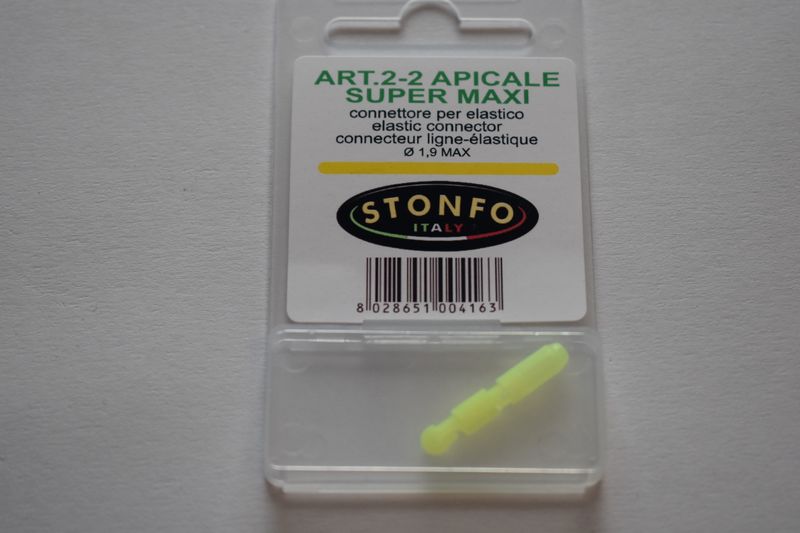 ART.2-2 APICALE
SUPER MAXI
connettore per elastico
elastic connector
connecteur ligne-élastique
Ø 1,9 MAX
STONFO
ITALY
8 028651 004163